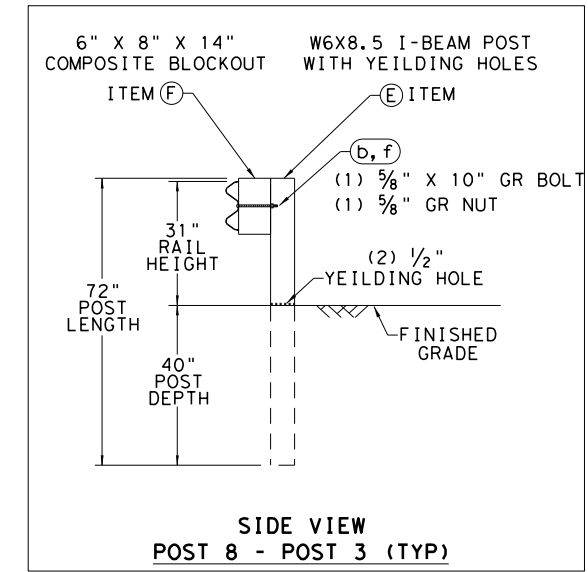 6" X 8" X 14"
COMPOSITE BLOCKOUT
ITEM F
W6X8.5 I-BEAM POST
WITH YEILDING HOLES
E ITEM
b, f
(1) 5⁄8" X 10" GR BOLT
(1) 5⁄8" GR NUT
31"
RAIL
HEIGHT
(2) 1⁄2"
YEILDING HOLE
72"
POST
LENGTH
FINISHED
GRADE
40"
POST
DEPTH
SIDE VIEW
POST 8 - POST 3 (TYP)